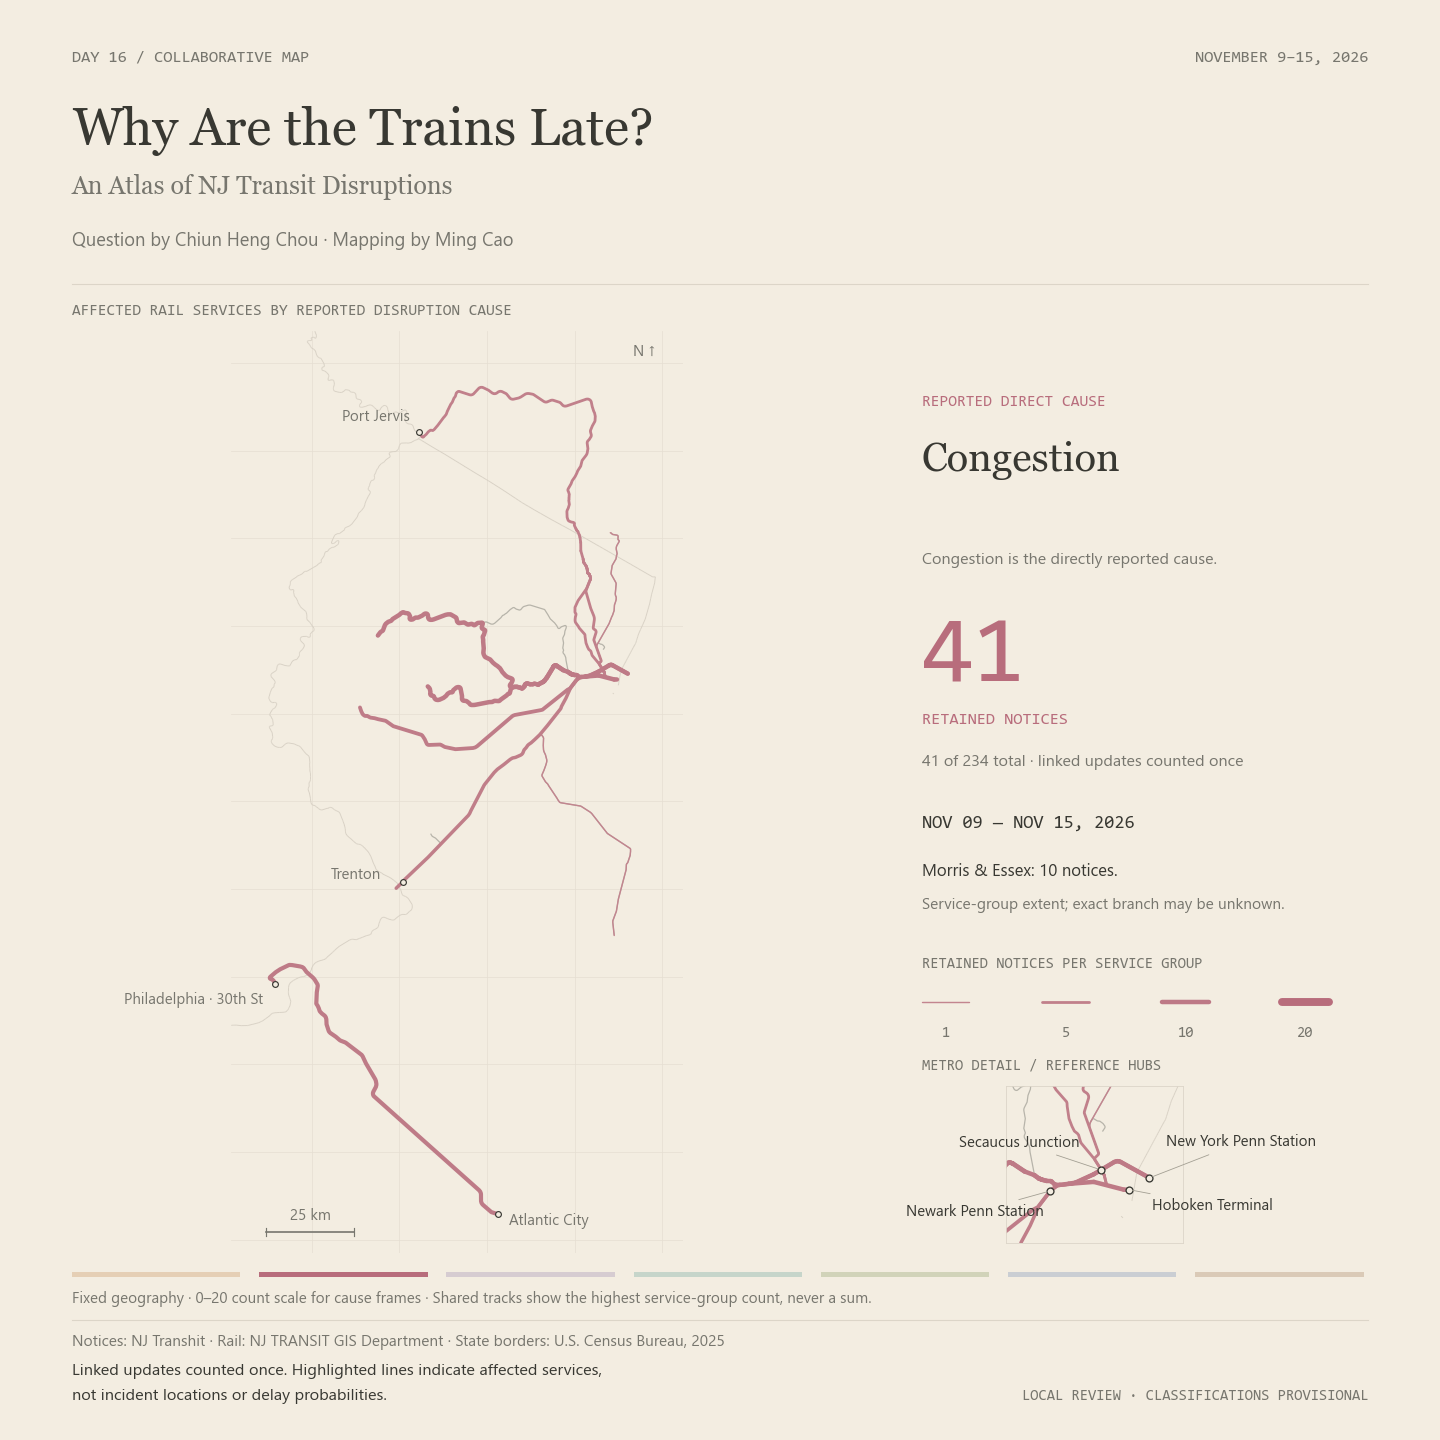 DAY 16 / COLLABORATIVE MAP
NOVEMBER 9–15, 2026
Why Are the Trains Late?
An Atlas of NJ Transit Disruptions
Question by Chiun Heng Chou · Mapping by Ming Cao
AFFECTED RAIL SERVICES BY REPORTED DISRUPTION CAUSE
N ↑
Port Jervis
Trenton
Philadelphia · 30th St
Atlantic City
25 km
REPORTED DIRECT CAUSE
Congestion
Congestion is the directly reported cause.
41
RETAINED NOTICES
41 of 234 total · linked updates counted once
NOV 09 — NOV 15, 2026
Morris & Essex: 10 notices.
Service-group extent; exact branch may be unknown.
RETAINED NOTICES PER SERVICE GROUP
1 5 10 20
METRO DETAIL / REFERENCE HUBS
Secaucus Junction
New York Penn Station
Newark Penn Station
Hoboken Terminal
Fixed geography · 0–20 count scale for cause frames · Shared tracks show the highest service-group count, never a sum.
Notices: NJ Transhit · Rail: NJ TRANSIT GIS Department · State borders: U.S. Census Bureau, 2025
Linked updates counted once. Highlighted lines indicate affected services,
not incident locations or delay probabilities.
LOCAL REVIEW · CLASSIFICATIONS PROVISIONAL